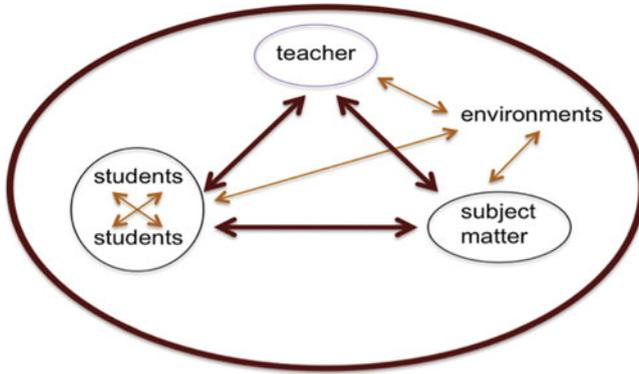 teacher
environments
students
students
subject
matter